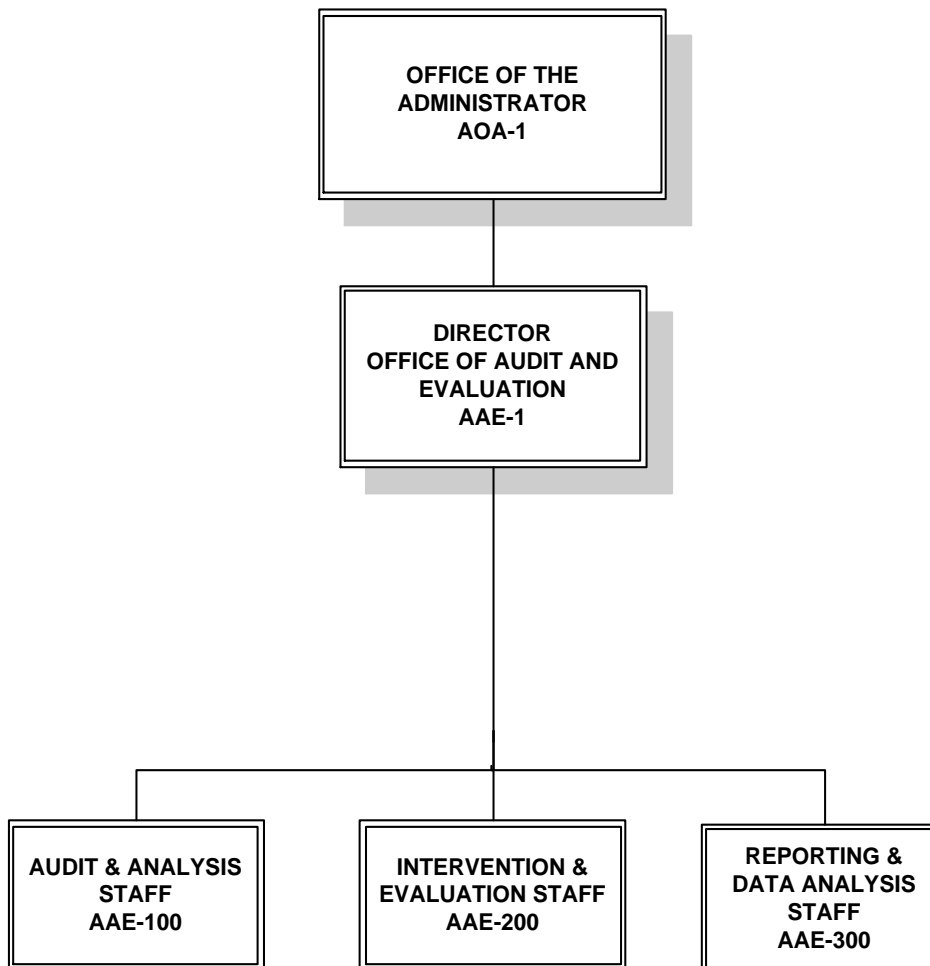 OFFICE OF THE
ADMINISTRATOR
AOA-1
DIRECTOR
OFFICE OF AUDIT AND
EVALUATION
AAE-1
AUDIT & ANALYSIS
STAFF
AAE-100
INTERVENTION &
EVALUATION STAFF
AAE-200
REPORTING &
DATA ANALYSIS
STAFF
AAE-300